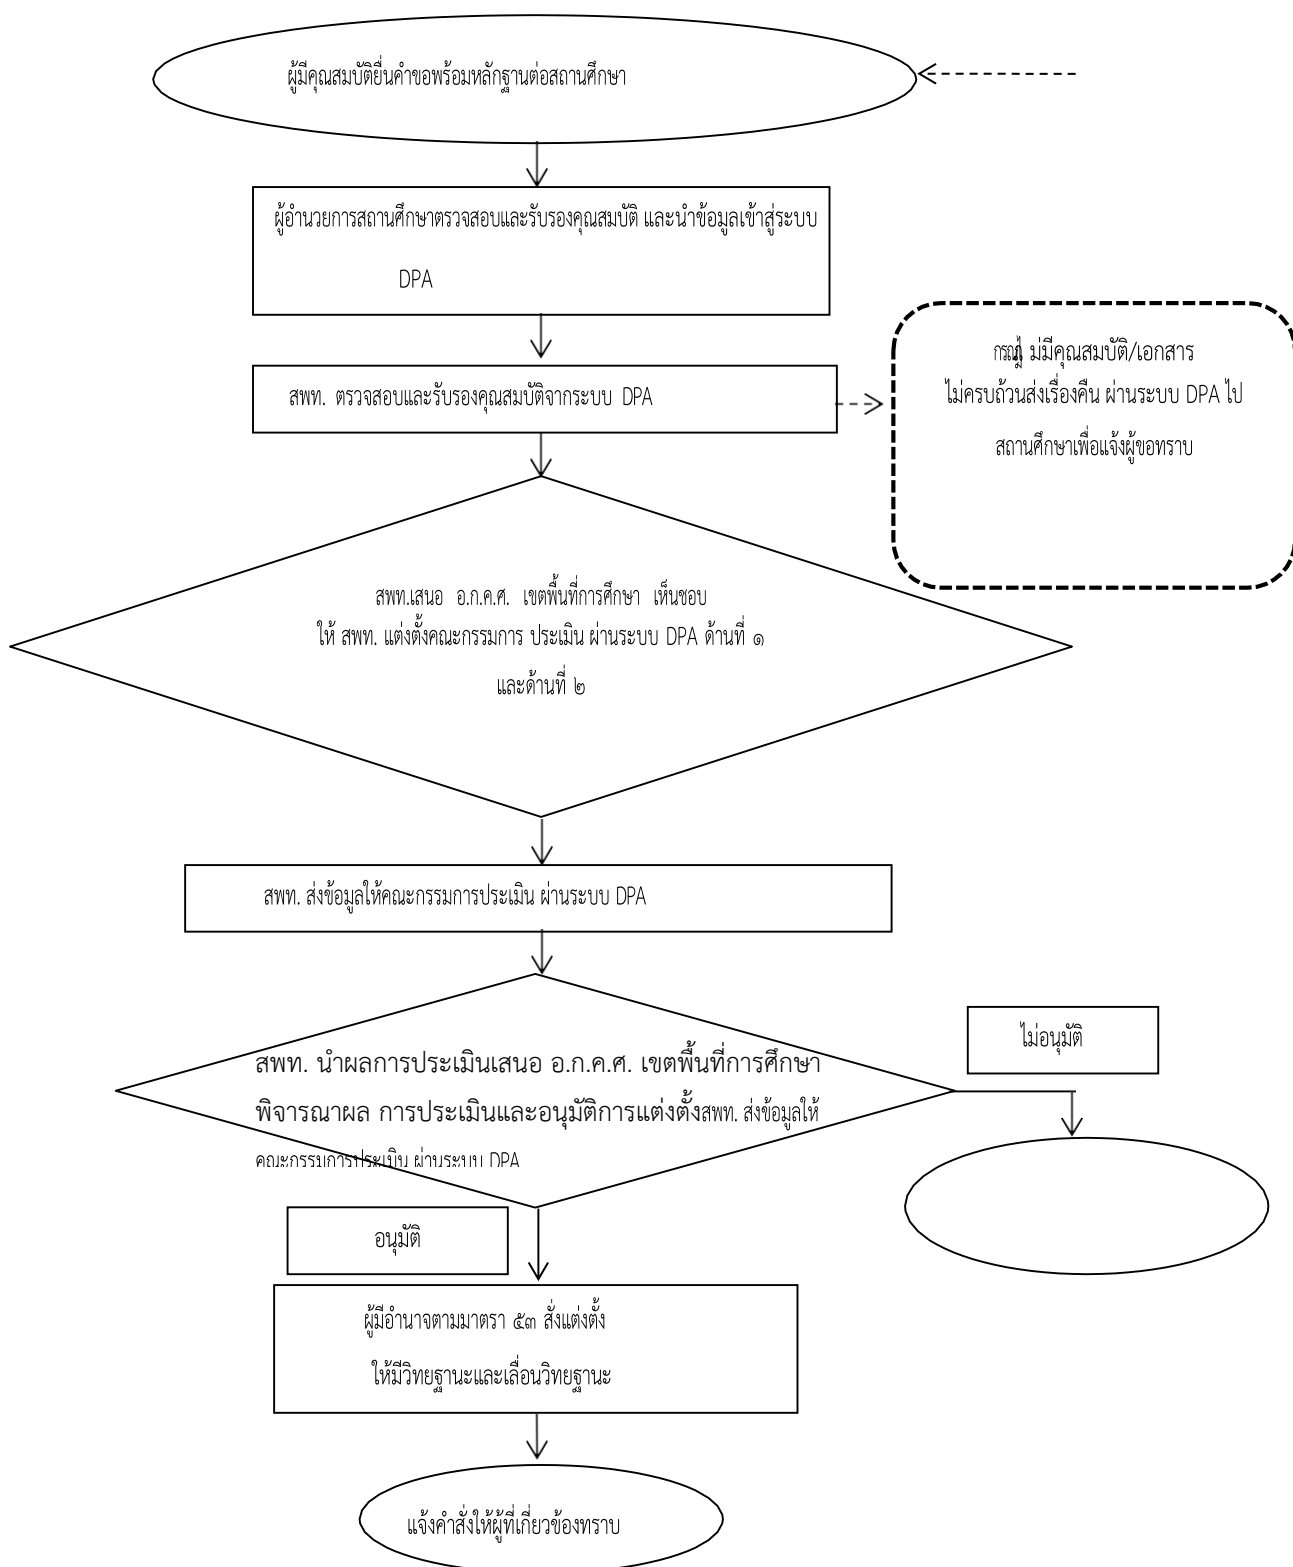 ผู้มีคุณสมบัติยื่นคำขอพร้อมหลักฐานต่อสถานศึกษา
ผู้อำนวยการสถานศึกษาตรวจสอบและรับรองคุณสมบัติ และนำข้อมูลเข้าสู่ระบบ
DPA
กรณีไม่มีคุณสมบัติ/เอกสาร
ไม่ครบถ้วนส่งเรื่องคืน ผ่านระบบ DPA ไป
สถานศึกษาเพื่อแจ้งผู้ขอทราบ
สพท. ตรวจสอบและรับรองคุณสมบัติจากระบบ DPA
สพท.เสนอ อ.ก.ค.ศ. เขตพื้นที่การศึกษา เห็นชอบ
ให้ สพท. แต่งตั้งคณะกรรมการ ประเมิน ผ่านระบบ DPA ด้านที่ ๑
และด้านที่ ๒
สพท. ส่งข้อมูลให้คณะกรรมการประเมิน ผ่านระบบ DPA
ไม่อนุมัติ
สพท. นำผลการประเมินเสนอ อ.ก.ค.ศ. เขตพื้นที่การศึกษา
พิจารณาผล การประเมินและอนุมัติการแต่งตั้งสพท. ส่งข้อมูลให้
คณะกรรมการประเมิน ผ่านระบบ DPA
อนุมัติ
ผู้มีอำนาจตามมาตรา ๕๓ สั่งแต่งตั้ง
ให้มีวิทยฐานะและเลื่อนวิทยฐานะ
แจ้งคำสั่งให้ผู้ที่เกี่ยวข้องทราบ